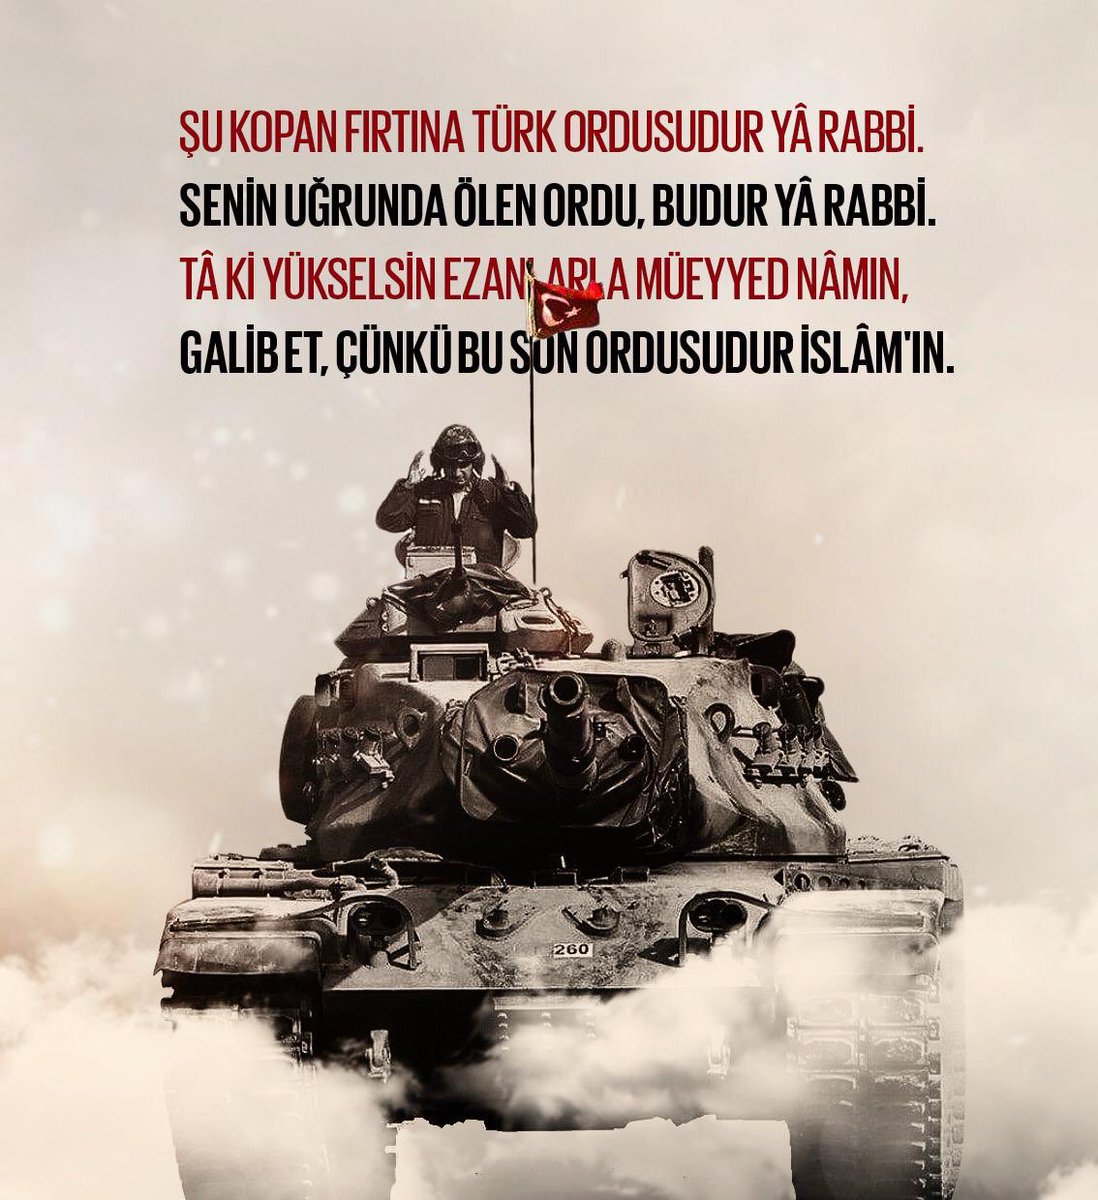 ŞU KOPAN FIRTINA TÜRK ORDUSUDUR YÂ RABBİ.
SENİN UĞRUNDA ÖLEN ORDU, BUDUR YÂ RABBİ.
TÂ Kİ YÜKSELSİN EZANLARLA MÜEYYED NÂMIN,
GALİB ET, ÇÜNKÜ BU SON ORDUSUDUR İSLÂM'IN.
260